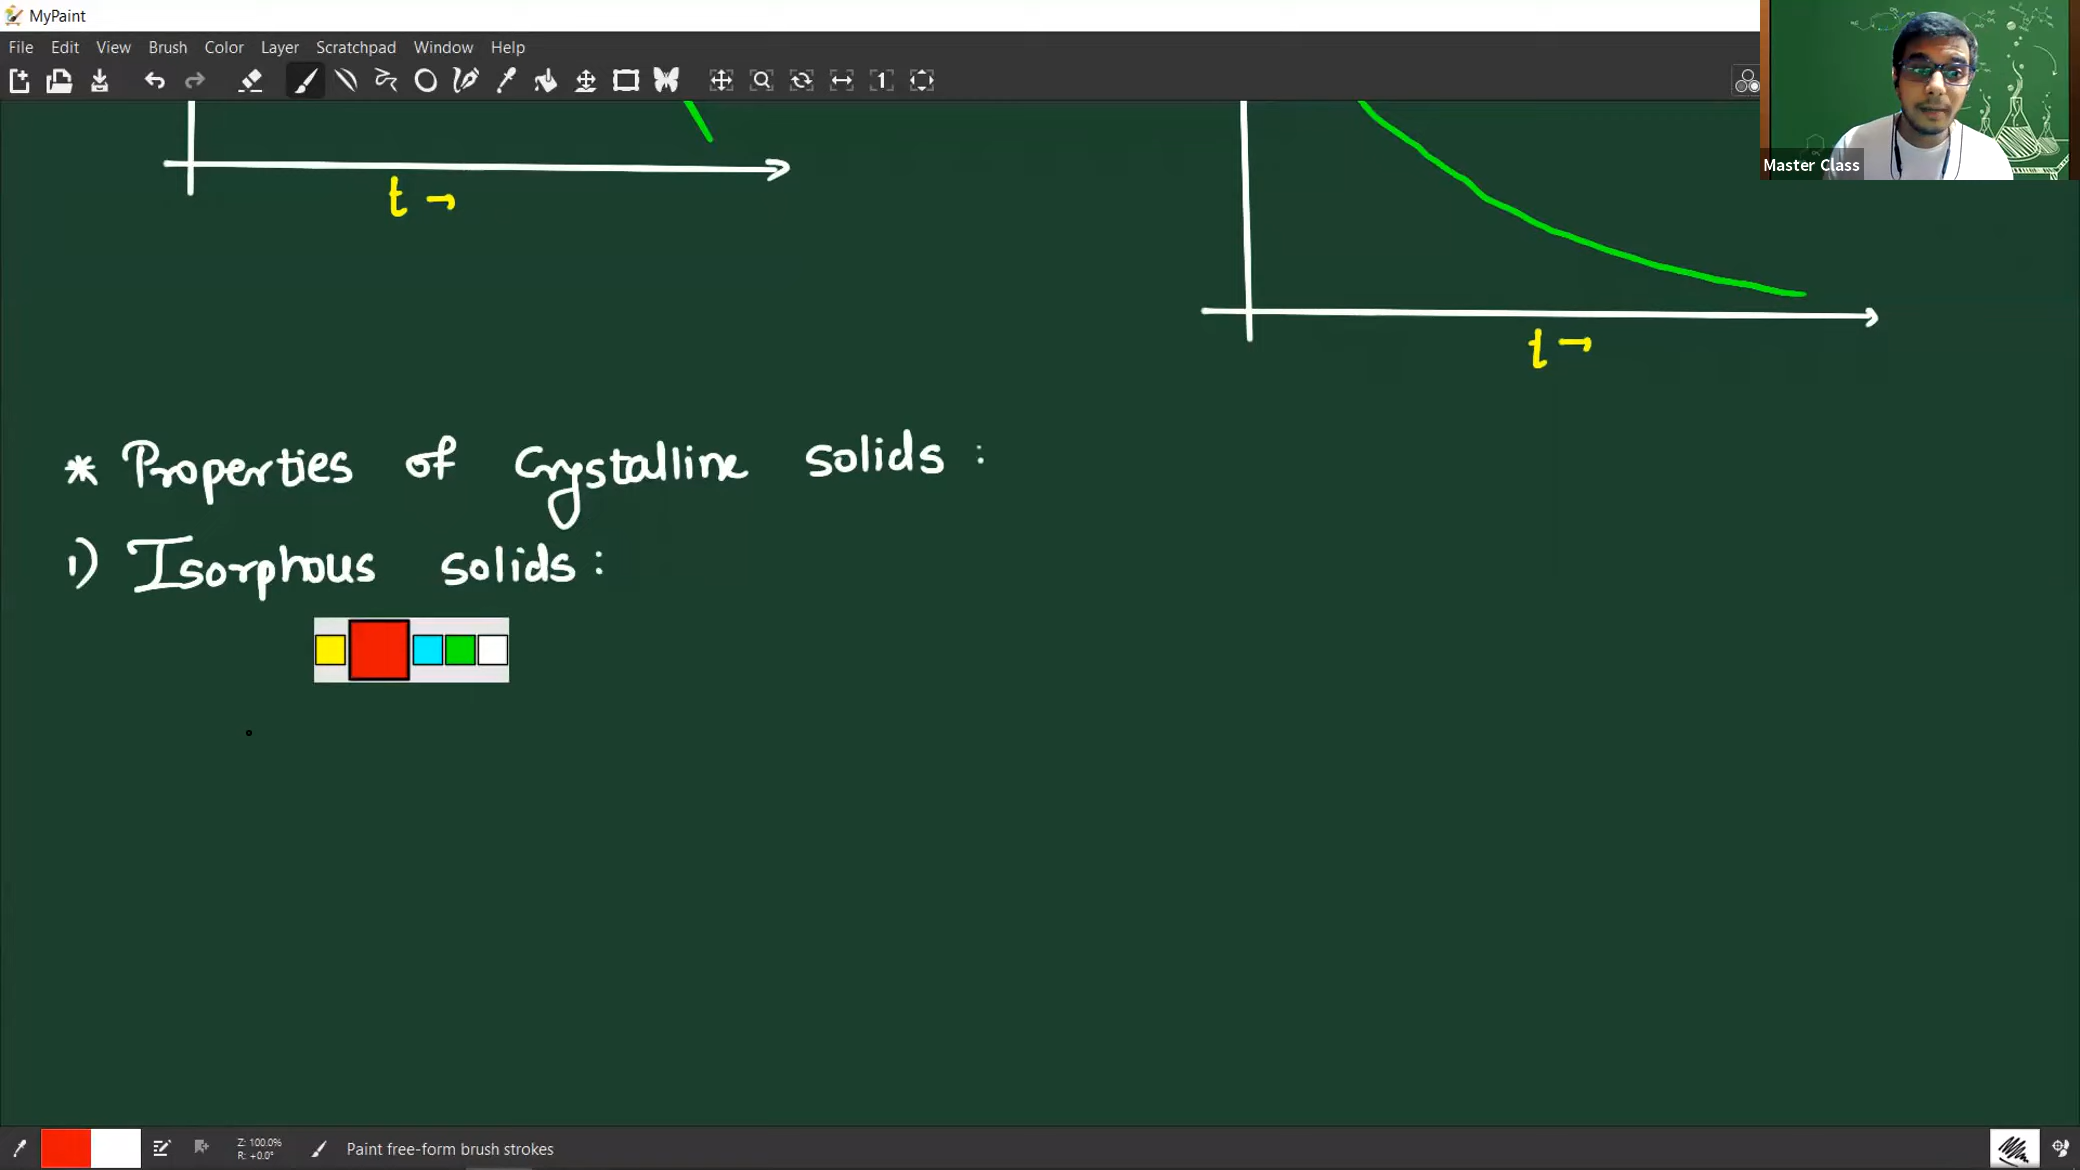 MyPaint
File Edit View Brush Color Layer Scratchpad Window Help
1
Master Class
t →
t →
* Properties of Crystalline solids :
1) Isorphous solids :
Z: 100.0%
R: +0.0°
Paint free-form brush strokes